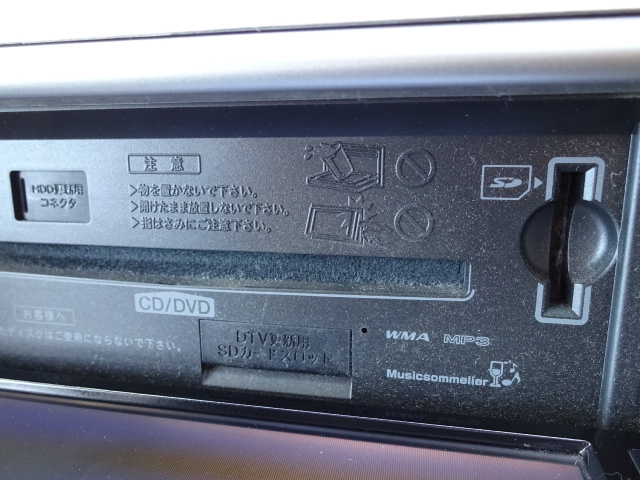 注意
HDD更新用
コネクタ
>物を置かないで下さい。
>開けたまま放置しないで下さい。
>指はさみにご注意下さい。
SD
CD/DVD
お客様へ
ディスクはご使用にならないで下さい。
DTV更新用
SDカードスロット
WMA MP3
Musicsommelier